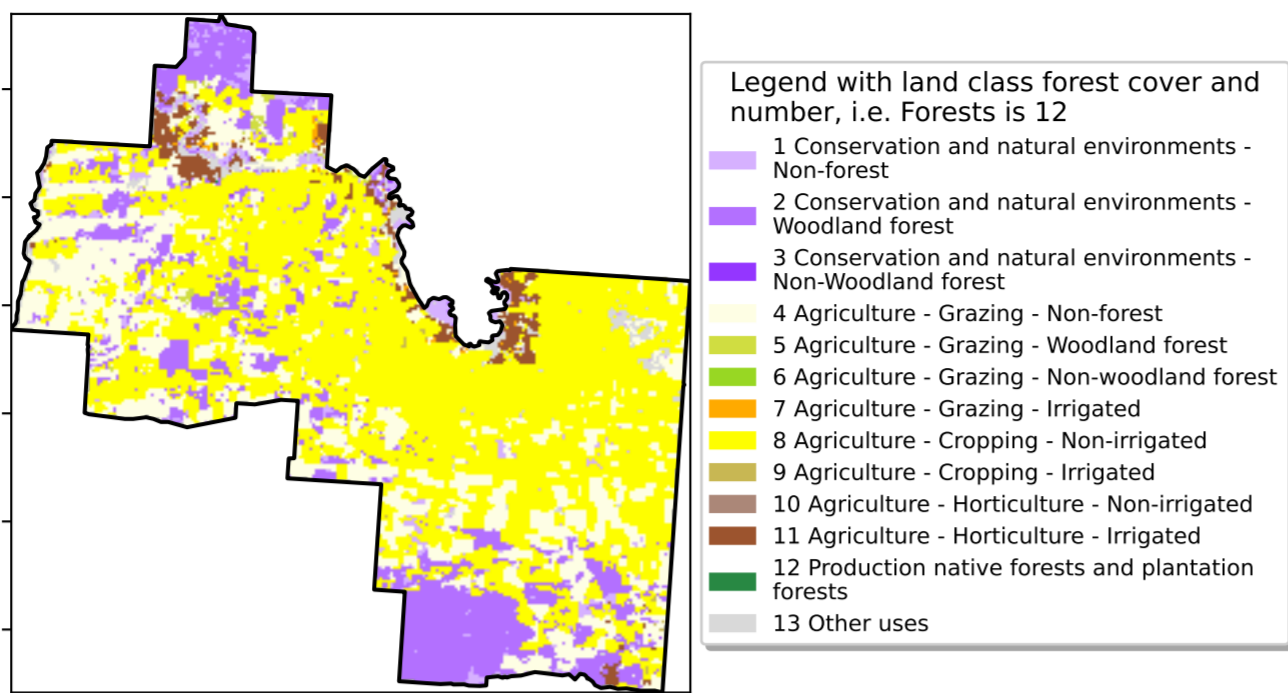 Legend with land class forest cover and
number, i.e. Forests is 12
1 Conservation and natural environments -
Non-forest
2 Conservation and natural environments -
Woodland forest
3 Conservation and natural environments -
Non-Woodland forest
4 Agriculture - Grazing - Non-forest
5 Agriculture - Grazing - Woodland forest
6 Agriculture - Grazing - Non-woodland forest
7 Agriculture - Grazing - Irrigated
8 Agriculture - Cropping - Non-irrigated
9 Agriculture - Cropping - Irrigated
10 Agriculture - Horticulture - Non-irrigated
11 Agriculture - Horticulture - Irrigated
12 Production native forests and plantation
forests
13 Other uses